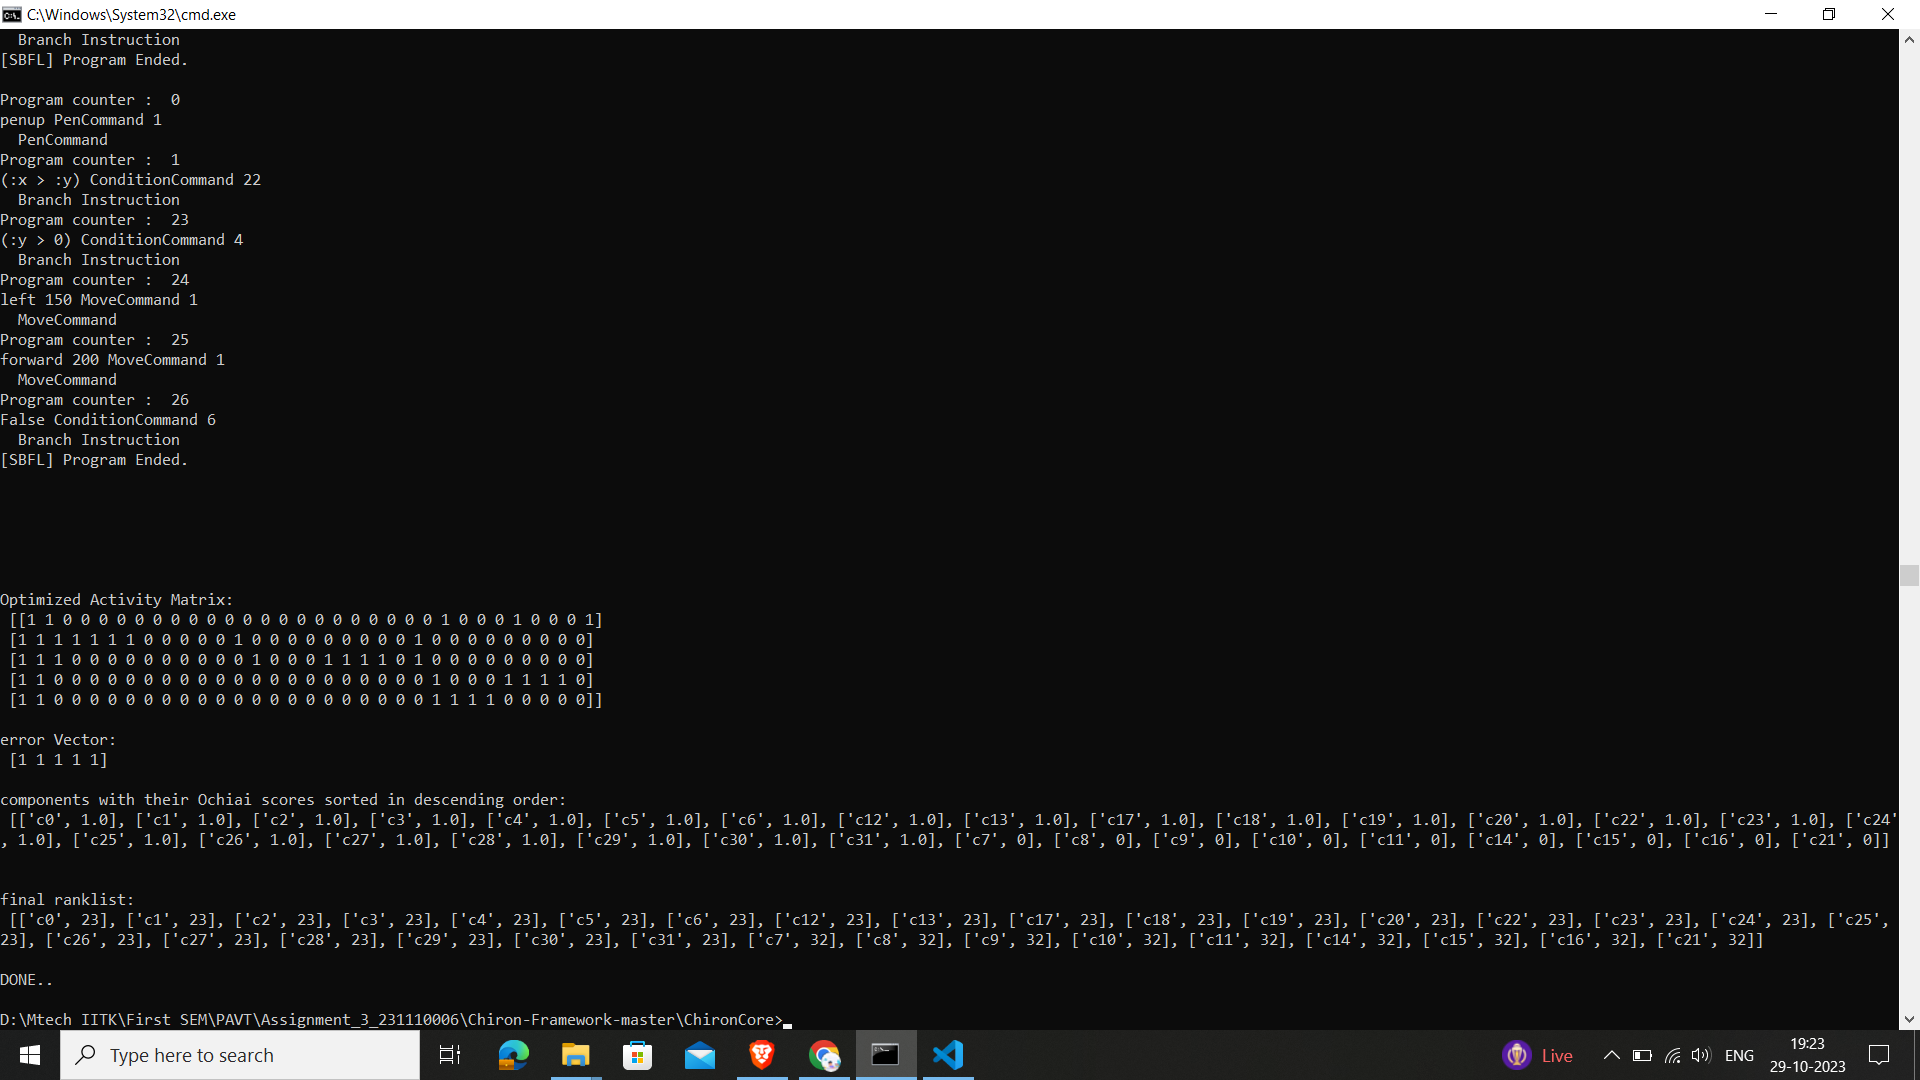 C:\Windows\System32\cmd.exe
  Branch Instruction
[SBFL] Program Ended.
Program counter :  0
penup PenCommand 1
  PenCommand
Program counter :  1
(:x > :y) ConditionCommand 22
  Branch Instruction
Program counter :  23
(:y > 0) ConditionCommand 4
  Branch Instruction
Program counter :  24
left 150 MoveCommand 1
  MoveCommand
Program counter :  25
forward 200 MoveCommand 1
  MoveCommand
Program counter :  26
False ConditionCommand 6
  Branch Instruction
[SBFL] Program Ended.
Optimized Activity Matrix:
 [[1 1 0 0 0 0 0 0 0 0 0 0 0 0 0 0 0 0 0 0 0 0 0 1 0 0 0 1 0 0 0 1]
 [1 1 1 1 1 1 1 0 0 0 0 0 1 0 0 0 0 0 0 0 0 0 1 0 0 0 0 0 0 0 0 0]
 [1 1 1 0 0 0 0 0 0 0 0 0 0 1 0 0 0 1 1 1 1 0 1 0 0 0 0 0 0 0 0 0]
 [1 1 0 0 0 0 0 0 0 0 0 0 0 0 0 0 0 0 0 0 0 0 0 1 0 0 0 1 1 1 1 0]
 [1 1 0 0 0 0 0 0 0 0 0 0 0 0 0 0 0 0 0 0 0 0 0 1 1 1 1 0 0 0 0 0]]
error Vector:
 [1 1 1 1 1]
components with their Ochiai scores sorted in descending order:
 [['c0', 1.0], ['c1', 1.0], ['c2', 1.0], ['c3', 1.0], ['c4', 1.0], ['c5', 1.0], ['c6', 1.0], ['c12', 1.0], ['c13', 1.0], ['c17', 1.0], ['c18', 1.0], ['c19', 1.0], ['c20', 1.0], ['c22', 1.0], ['c23', 1.0], ['c24'
, 1.0], ['c25', 1.0], ['c26', 1.0], ['c27', 1.0], ['c28', 1.0], ['c29', 1.0], ['c30', 1.0], ['c31', 1.0], ['c7', 0], ['c8', 0], ['c9', 0], ['c10', 0], ['c11', 0], ['c14', 0], ['c15', 0], ['c16', 0], ['c21', 0]]
final ranklist:
 [['c0', 23], ['c1', 23], ['c2', 23], ['c3', 23], ['c4', 23], ['c5', 23], ['c6', 23], ['c12', 23], ['c13', 23], ['c17', 23], ['c18', 23], ['c19', 23], ['c20', 23], ['c22', 23], ['c23', 23], ['c24', 23], ['c25',
23], ['c26', 23], ['c27', 23], ['c28', 23], ['c29', 23], ['c30', 23], ['c31', 23], ['c7', 32], ['c8', 32], ['c9', 32], ['c10', 32], ['c11', 32], ['c14', 32], ['c15', 32], ['c16', 32], ['c21', 32]]
DONE..
D:\Mtech IITK\First SEM\PAVT\Assignment_3_231110006\Chiron-Framework-master\ChironCore>
Type here to search
Live
ENG
19:23
29-10-2023